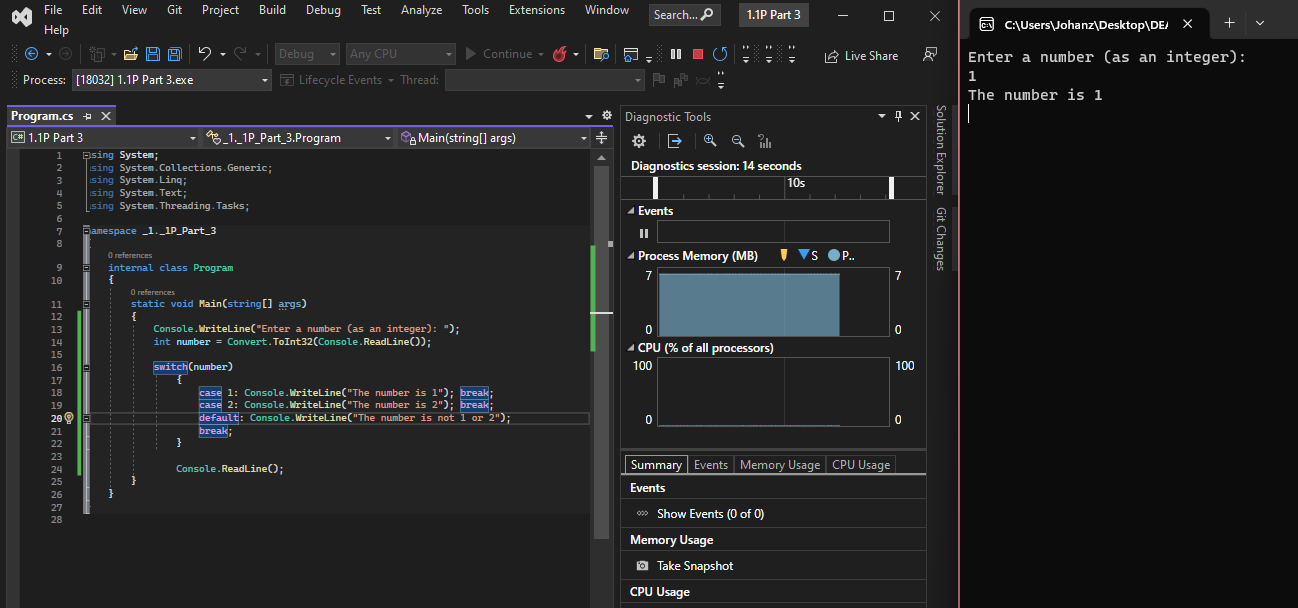 File Edit View Git Project Build Debug Test Analyze Tools Extensions Window Search... 1.1P Part 3
Help
Debug Any CPU Continue Live Share
Process: [18032] 1.1P Part 3.exe Lifecycle Events Thread:
Program.cs
C# 1.1P Part 3 _1._1P_Part_3.Program Main(string[] args)
1 using System;
2 using System.Collections.Generic;
3 using System.Linq;
4 using System.Text;
5 using System.Threading.Tasks;
6
7 namespace _1._1P_Part_3
8 {
0 references
9 internal class Program
10 {
0 references
11 static void Main(string[] args)
12 {
13 Console.WriteLine("Enter a number (as an integer): ");
14 int number = Convert.ToInt32(Console.ReadLine());
15
16 switch(number)
17 {
18 case 1: Console.WriteLine("The number is 1"); break;
19 case 2: Console.WriteLine("The number is 2"); break;
20 default: Console.WriteLine("The number is not 1 or 2");
21 break;
22 }
23
24 Console.ReadLine();
25 }
26 }
27 }
28
Diagnostic Tools
Diagnostics session: 14 seconds
10s
Events
Process Memory (MB) S P..
7 7
0 0
CPU (% of all processors)
100 100
0 0
Summary Events Memory Usage CPU Usage
Events
Show Events (0 of 0)
Memory Usage
Take Snapshot
CPU Usage
Solution Explorer
Git Changes
C:\Users\Johanz\Desktop\DEA
Enter a number (as an integer):
1
The number is 1